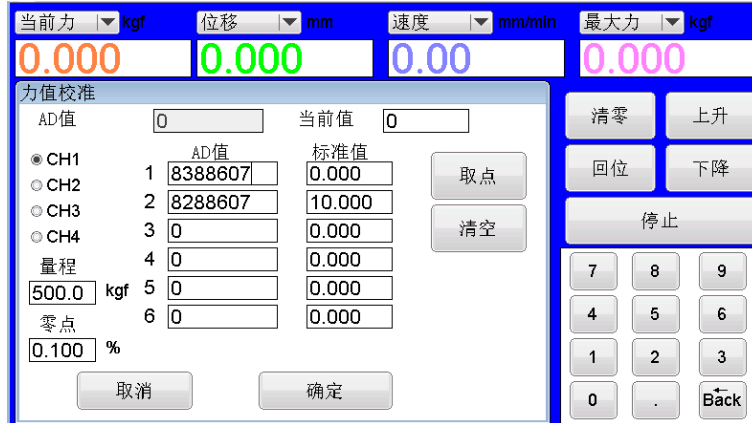 当前力 kgf 位移 mm 速度 mm/min 最大力 kgf
0.000 0.000 0.00 0.000
力值校准
AD值 0 当前值 0
AD值 标准值
CH1
CH2
CH3
CH4
1 8388607 0.000
2 8288607 10.000
3 0 0.000
4 0 0.000
5 0 0.000
6 0 0.000
取点
清空
量程
500.0 kgf
零点
0.100 %
取消 确定
清零 上升
回位 下降
停止
7 8 9
4 5 6
1 2 3
0 . Back